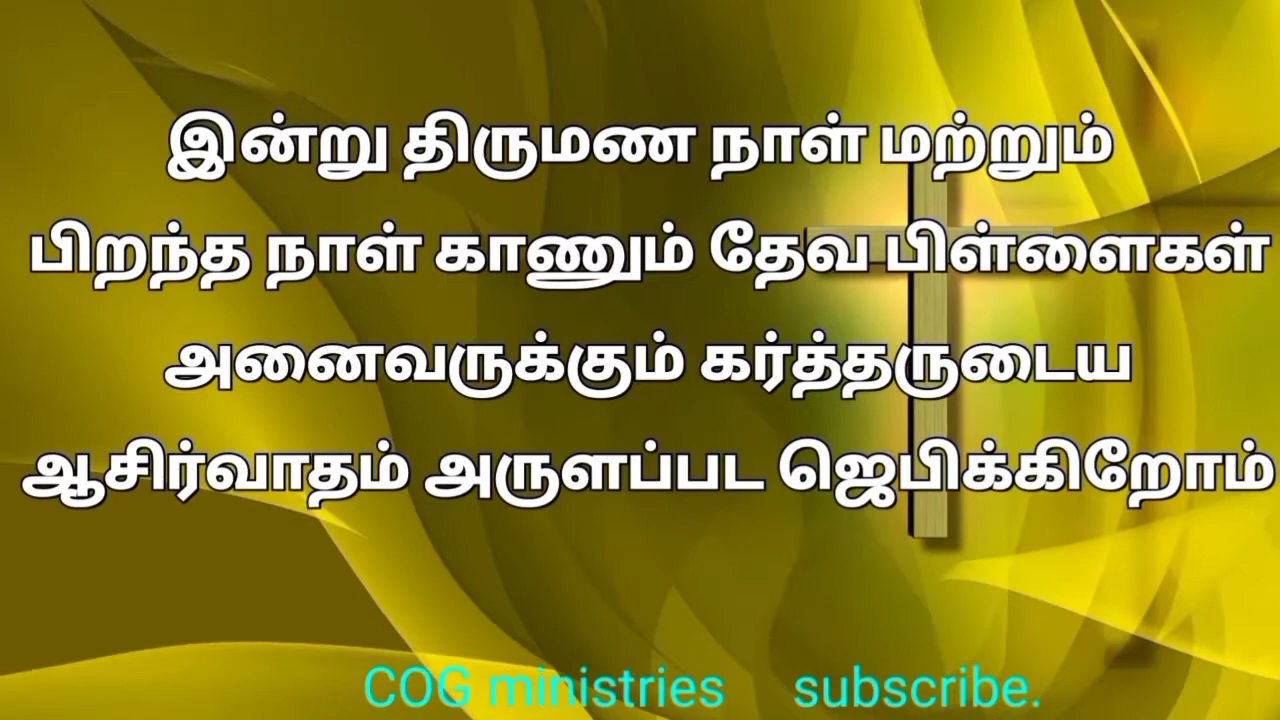 இன்று திருமண நாள் மற்றும்
பிறந்த நாள் காணும் தேவ பிள்ளைகள்
அனைவருக்கும் கர்த்தருடைய
ஆசிர்வாதம் அருளப்பட ஜெபிக்கிறோம்
COG ministries subscribe.